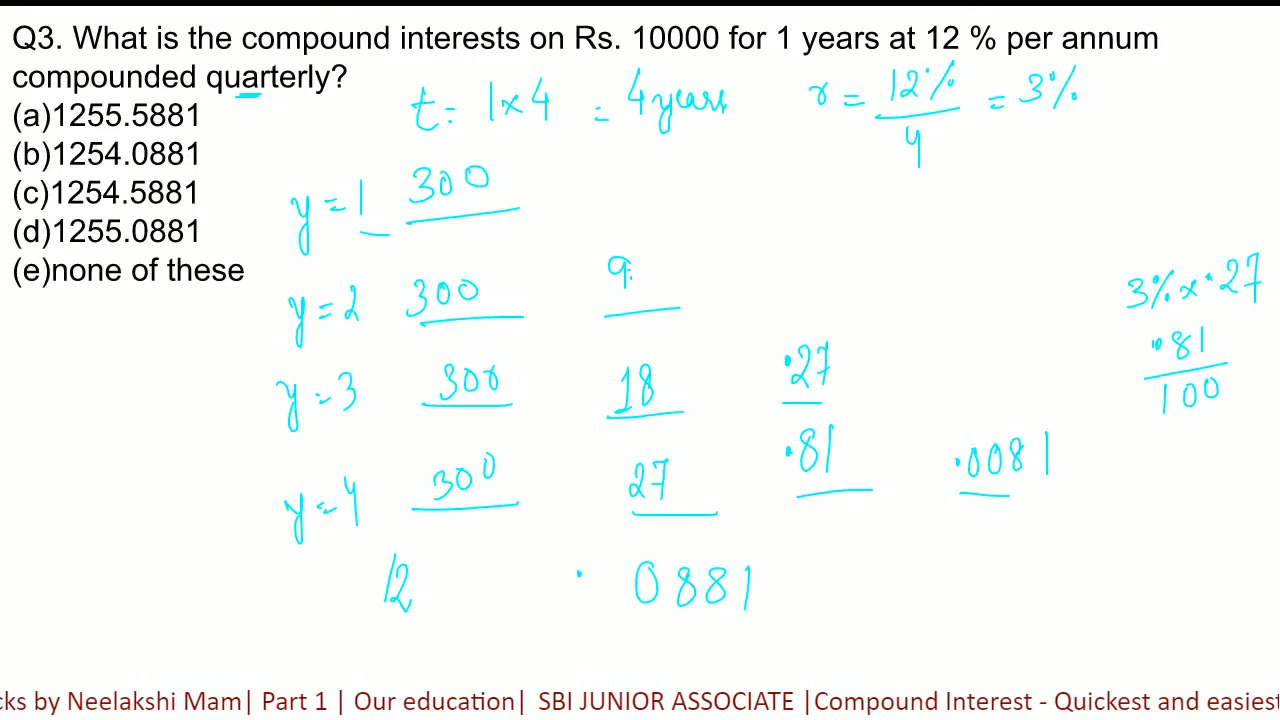 Q3. What is the compound interests on Rs. 10000 for 1 years at 12 % per annum
compounded quarterly?
(a)1255.5881
(b)1254.0881
(c)1254.5881
(d)1255.0881
(e)none of these
t = 1 x 4 = 4 years
r = 12% / 4 = 3%
y = 1 300
y = 2 300 9
y = 3 300 18 .27
y = 4 300 27 .81 .0081
12 . 0881
3% x .27
.81
100
cks by Neelakshi Mam| Part 1 | Our education| SBI JUNIOR ASSOCIATE |Compound Interest - Quickest and easiest